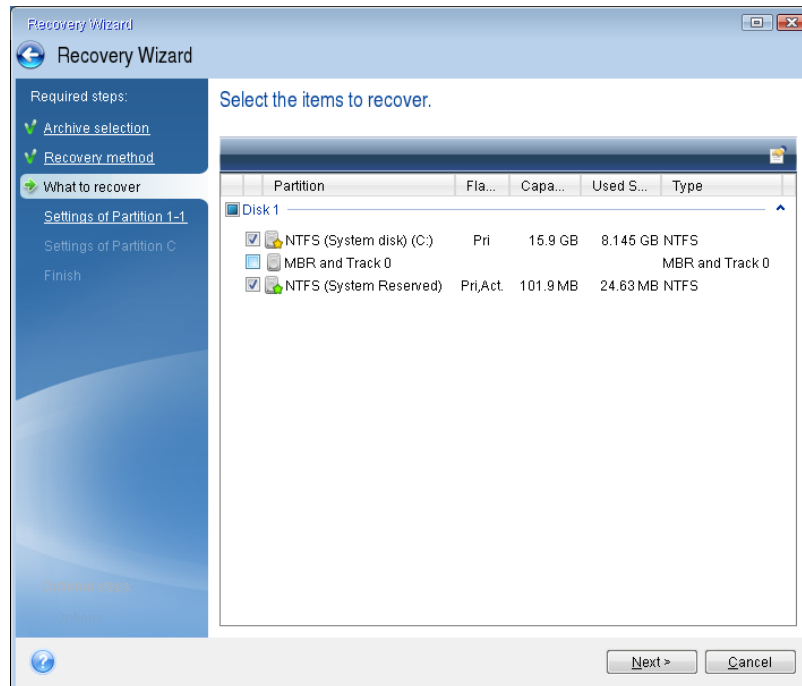 Recovery Wizard
Recovery Wizard
Required steps:
Archive selection
Recovery method
What to recover
Settings of Partition 1-1
Settings of Partition C
Finish
Select the items to recover.
Partition Fla... Capa... Used S... Type
Disk 1
NTFS (System disk) (C:) Pri 15.9 GB 8.145 GB NTFS
MBR and Track 0 MBR and Track 0
NTFS (System Reserved) Pri,Act. 101.9 MB 24.63 MB NTFS
Options
Next > Cancel